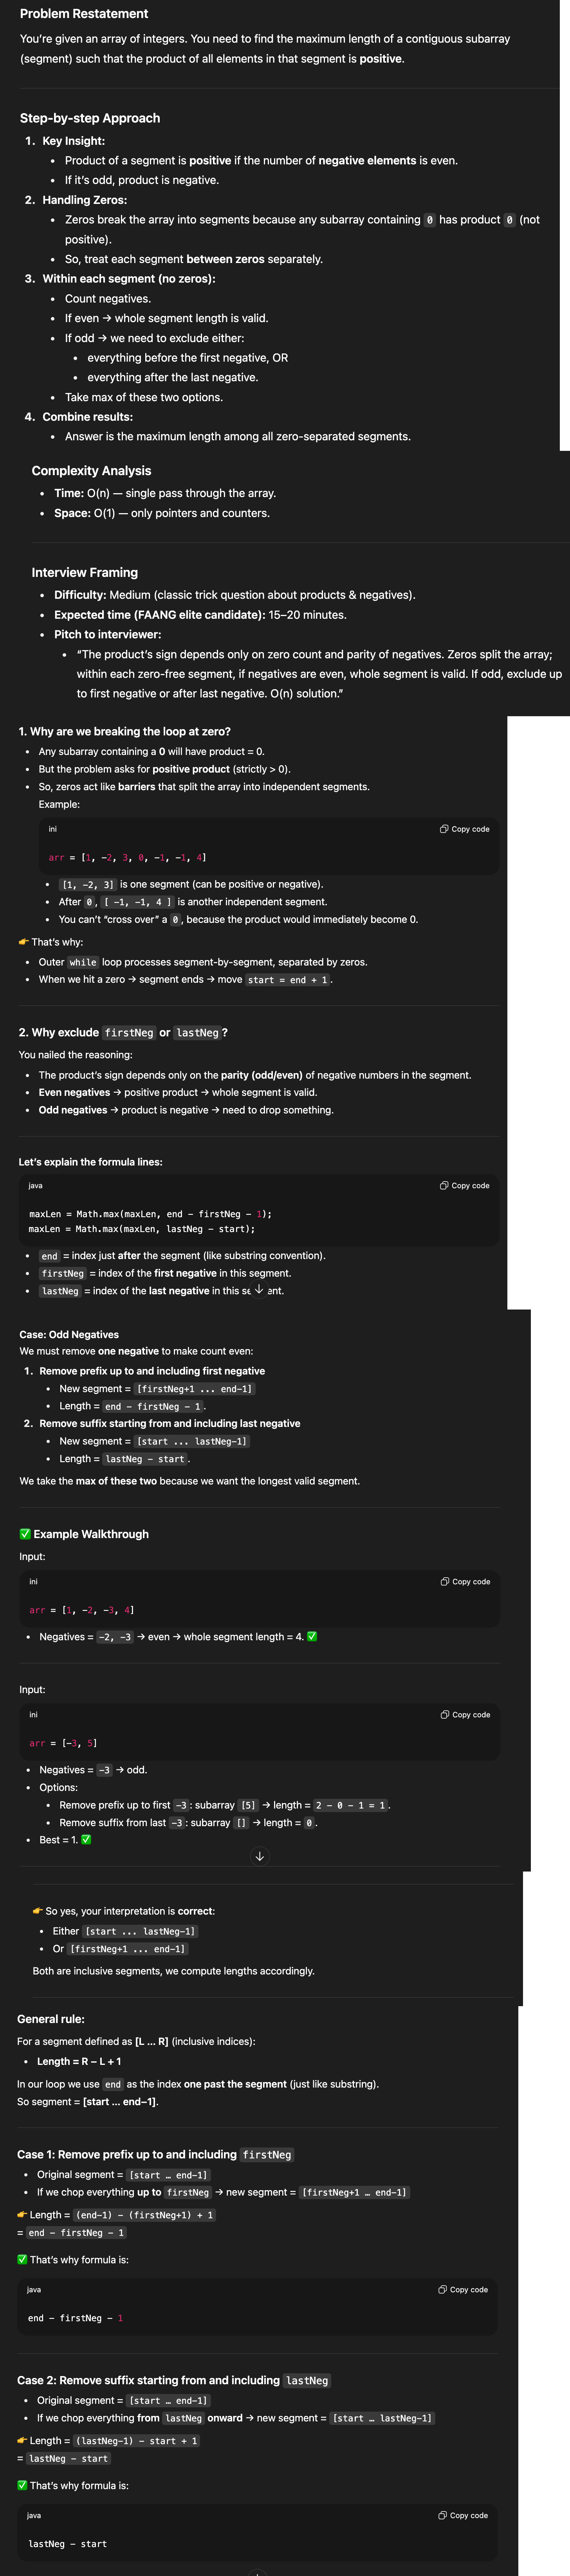 Problem Restatement
You're given an array of integers. You need to find the maximum length of a contiguous subarray
(segment) such that the product of all elements in that segment is positive.
Step-by-step Approach
1. Key Insight:
• Product of a segment is positive if the number of negative elements is even.
• If it's odd, product is negative.
2. Handling Zeros:
• Zeros break the array into segments because any subarray containing 0 has product 0 (not
positive).
• So, treat each segment between zeros separately.
3. Within each segment (no zeros):
• Count negatives.
• If even → whole segment length is valid.
• If odd → we need to exclude either:
• everything before the first negative, OR
• everything after the last negative.
• Take max of these two options.
4. Combine results:
• Answer is the maximum length among all zero-separated segments.
Complexity Analysis
• Time: O(n) — single pass through the array.
• Space: O(1) — only pointers and counters.
Interview Framing
• Difficulty: Medium (classic trick question about products & negatives).
• Expected time (FAANG elite candidate): 15–20 minutes.
• Pitch to interviewer:
• "The product's sign depends only on zero count and parity of negatives. Zeros split the array;
within each zero-free segment, if negatives are even, whole segment is valid. If odd, exclude up
to first negative or after last negative. O(n) solution."
1. Why are we breaking the loop at zero?
• Any subarray containing a 0 will have product = 0.
• But the problem asks for positive product (strictly > 0).
• So, zeros act like barriers that split the array into independent segments.
Example:
ini Copy code
arr = [1, -2, 3, 0, -1, -1, 4]
• [1, -2, 3] is one segment (can be positive or negative).
• After 0, [ -1, -1, 4 ] is another independent segment.
• You can't "cross over" a 0, because the product would immediately become 0.
👉 That's why:
• Outer while loop processes segment-by-segment, separated by zeros.
• When we hit a zero → segment ends → move start = end + 1.
2. Why exclude firstNeg or lastNeg?
You nailed the reasoning:
• The product's sign depends only on the parity (odd/even) of negative numbers in the segment.
• Even negatives → positive product → whole segment is valid.
• Odd negatives → product is negative → need to drop something.
Let's explain the formula lines:
java Copy code
maxLen = Math.max(maxLen, end - firstNeg - 1);
maxLen = Math.max(maxLen, lastNeg - start);
• end = index just after the segment (like substring convention).
• firstNeg = index of the first negative in this segment.
• lastNeg = index of the last negative in this se ent.
Case: Odd Negatives
We must remove one negative to make count even:
1. Remove prefix up to and including first negative
• New segment = [firstNeg+1 ... end-1]
• Length = end - firstNeg - 1.
2. Remove suffix starting from and including last negative
• New segment = [start ... lastNeg-1]
• Length = lastNeg - start.
We take the max of these two because we want the longest valid segment.
✅ Example Walkthrough
Input:
ini Copy code
arr = [1, -2, -3, 4]
• Negatives = -2, -3 → even → whole segment length = 4. ✅
Input:
ini Copy code
arr = [-3, 5]
• Negatives = -3 → odd.
• Options:
• Remove prefix up to first -3: subarray [5] → length = 2 - 0 - 1 = 1.
• Remove suffix from last -3: subarray [] → length = 0.
• Best = 1. ✅
👉 So yes, your interpretation is correct:
• Either [start ... lastNeg-1]
• Or [firstNeg+1 ... end-1]
Both are inclusive segments, we compute lengths accordingly.
General rule:
For a segment defined as [L ... R] (inclusive indices):
• Length = R − L + 1
In our loop we use end as the index one past the segment (just like substring).
So segment = [start ... end−1].
Case 1: Remove prefix up to and including firstNeg
• Original segment = [start … end-1]
• If we chop everything up to firstNeg → new segment = [firstNeg+1 … end-1]
👉 Length = (end-1) - (firstNeg+1) + 1
= end - firstNeg - 1
✅ That's why formula is:
java Copy code
end - firstNeg - 1
Case 2: Remove suffix starting from and including lastNeg
• Original segment = [start … end-1]
• If we chop everything from lastNeg onward → new segment = [start … lastNeg-1]
👉 Length = (lastNeg-1) - start + 1
= lastNeg - start
✅ That's why formula is:
java Copy code
lastNeg - start